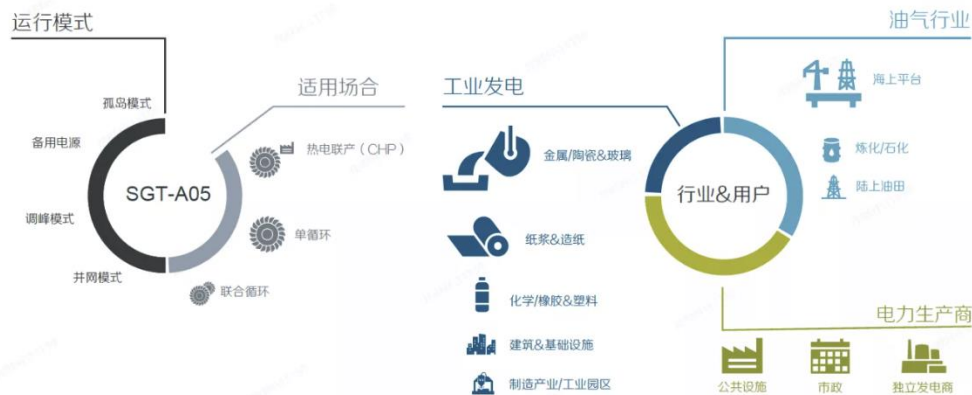 运行模式
孤岛模式
备用电源
SGT-A05
调峰模式
并网模式
适用场合
热电联产（CHP）
单循环
联合循环
工业发电
金属/陶瓷&玻璃
纸浆&造纸
化学/橡胶&塑料
建筑&基础设施
制造产业/工业园区
行业&用户
油气行业
海上平台
炼化/石化
陆上油田
电力生产商
公共设施
市政
独立发电商